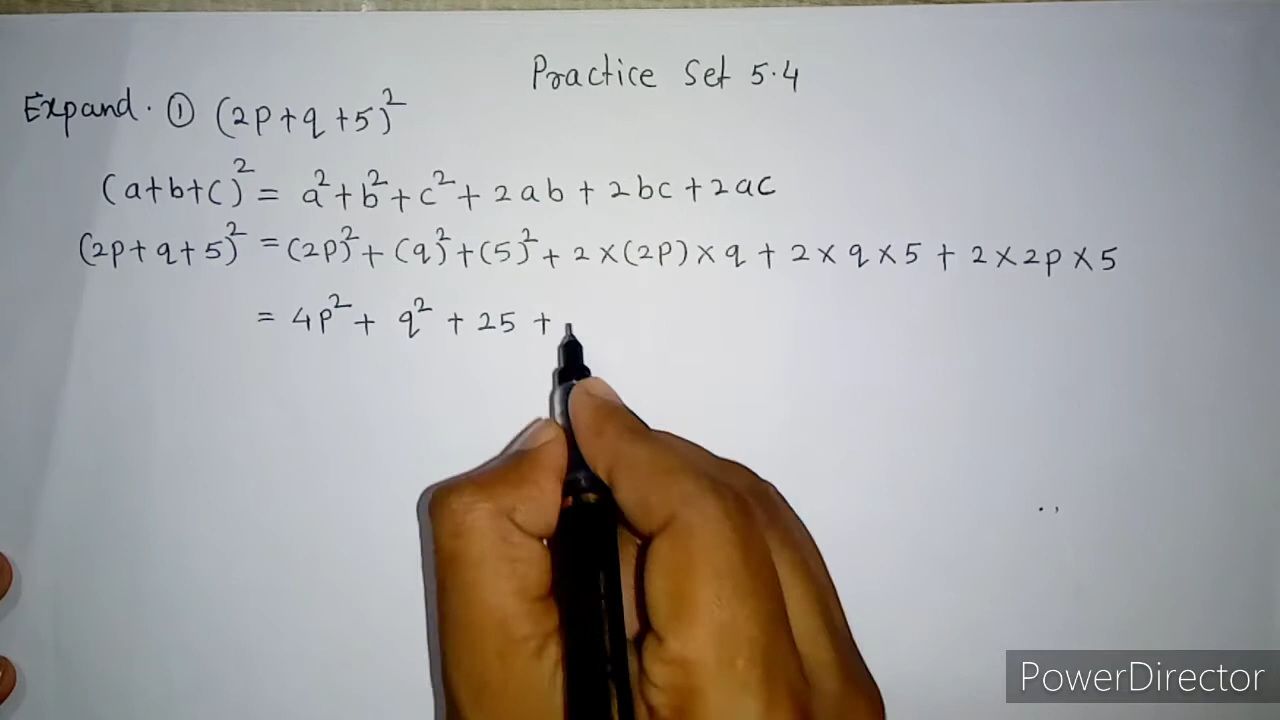 Practice Set 5.4
Expand. ① (2p+q+5)²
(a+b+c)² = a²+b²+c²+2ab+2bc+2ac
(2p+q+5)² = (2p)²+(q)²+(5)²+2×(2p)×q+2×q×5+2×2p×5
= 4p²+ q² + 25 +
PowerDirector